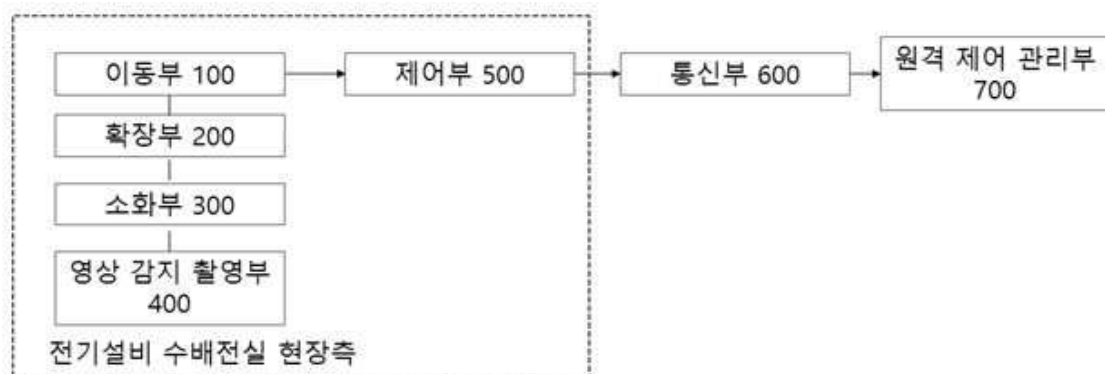 이동부 100
제어부 500
통신부 600
원격 제어 관리부
700
확장부 200
소화부 300
영상 감지 촬영부
400
전기설비 수배전실 현장측